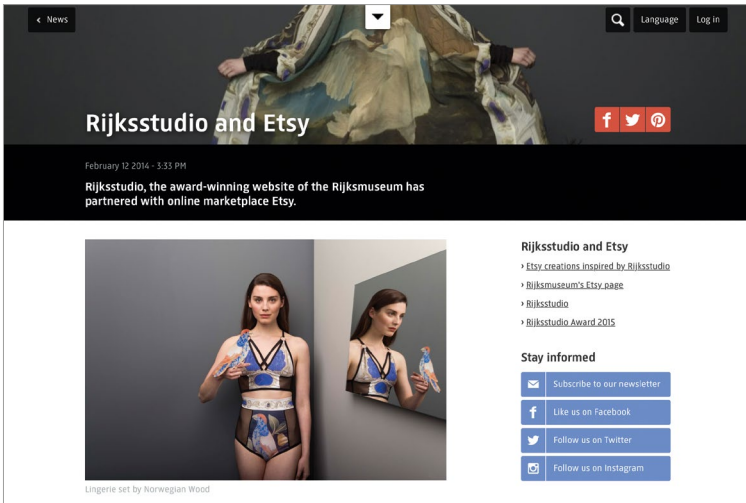 ‹ News
Language
Log in
Rijksstudio and Etsy
February 12 2014 - 3:33 PM
Rijksstudio, the award-winning website of the Rijksmuseum has
partnered with online marketplace Etsy.
Lingerie set by Norwegian Wood
Rijksstudio and Etsy
› Etsy creations inspired by Rijksstudio
› Rijksmuseum's Etsy page
› Rijksstudio
› Rijksstudio Award 2015
Stay informed
Subscribe to our newsletter
Like us on Facebook
Follow us on Twitter
Follow us on Instagram